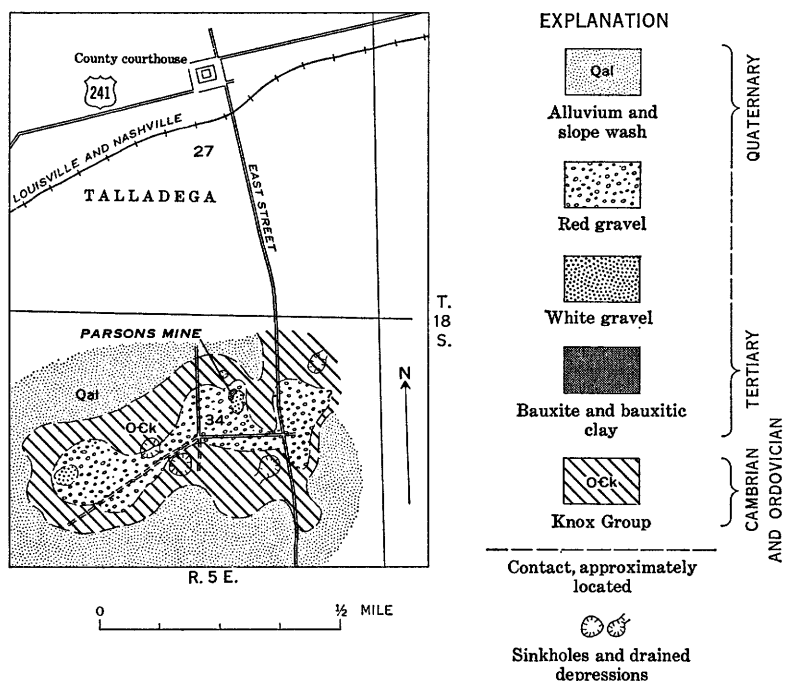 County courthouse
241
LOUISVILLE AND NASHVILLE
27
TALLADEGA
EAST STREET
T.
18
S.
PARSONS MINE
N
Qal
O€k
34
?
R. 5 E.
0 ½ MILE
EXPLANATION
Qal
Alluvium and
slope wash
Red gravel
White gravel
Bauxite and bauxitic
clay
O€k
Knox Group
Contact, approximately
located
Sinkholes and drained
depressions
QUATERNARY
TERTIARY
CAMBRIAN
AND ORDOVICIAN